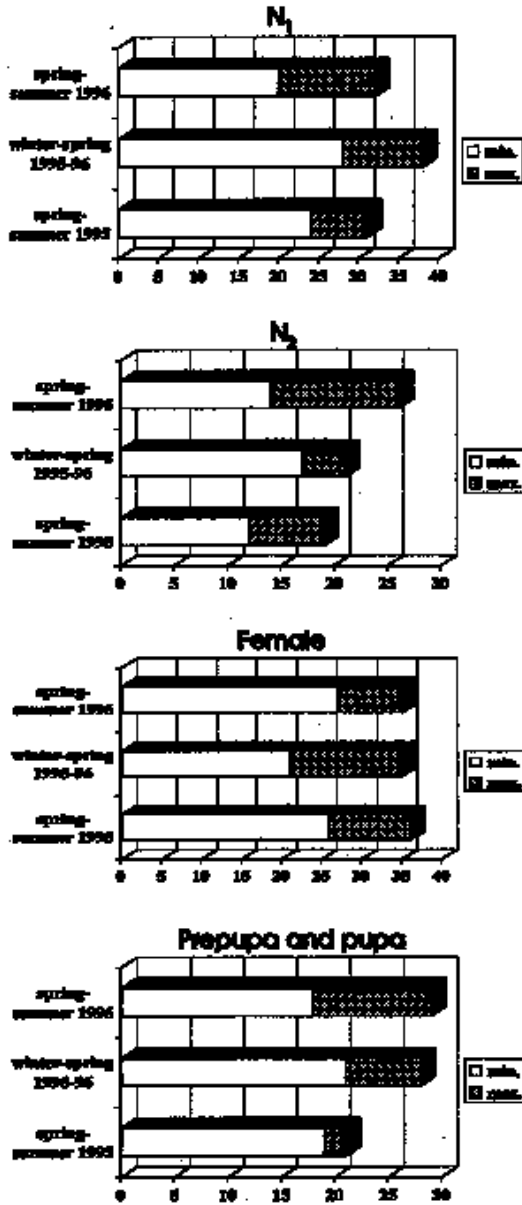 N1
spring-
summer 1996
winter-spring
1995-96
spring-
summer 1995
0 5 10 15 20 25 30 35 40
min.
max.
N2
spring-
summer 1996
winter-spring
1995-96
spring-
summer 1995
0 5 10 15 20 25 30
min.
max.
Female
spring-
summer 1996
winter-spring
1995-96
spring-
summer 1995
0 5 10 15 20 25 30 35 40
min.
max.
Prepupa and pupa
spring-
summer 1996
winter-spring
1995-96
spring-
summer 1995
0 5 10 15 20 25 30
min.
max.